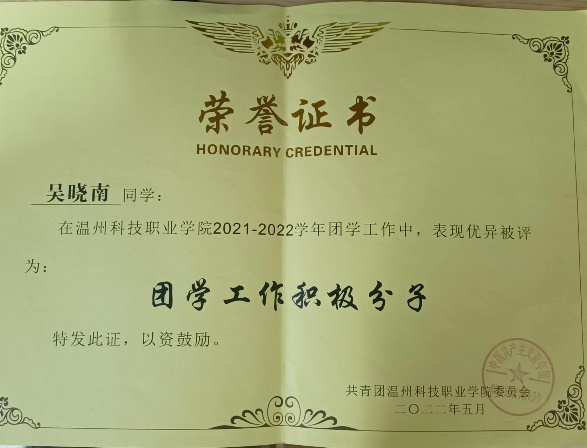 荣誉证书
HONORARY CREDENTIAL
吴晓南 同学：
在温州科技职业学院2021-2022学年团学工作中，表现优异被评
为：
团学工作积极分子
特发此证，以资鼓励。
共青团温州科技职业学院委员会
二〇二二年五月